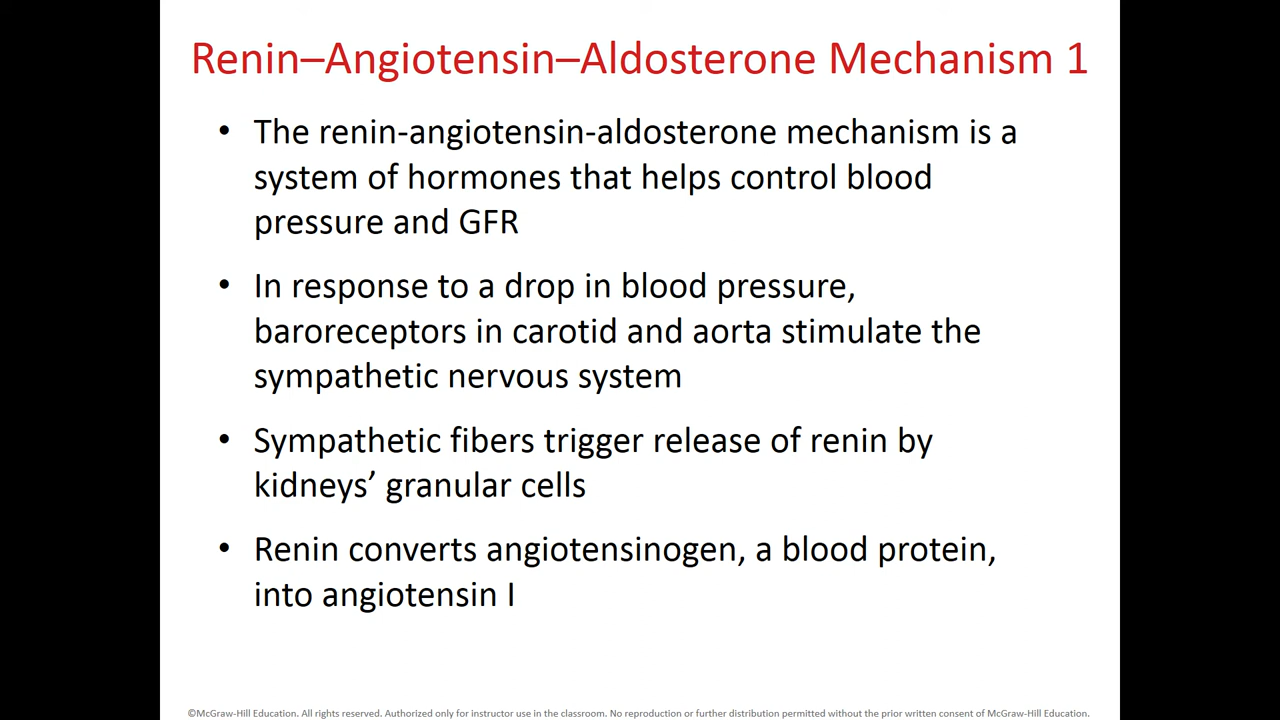 Renin–Angiotensin–Aldosterone Mechanism 1
• The renin-angiotensin-aldosterone mechanism is a
system of hormones that helps control blood
pressure and GFR
• In response to a drop in blood pressure,
baroreceptors in carotid and aorta stimulate the
sympathetic nervous system
• Sympathetic fibers trigger release of renin by
kidneys’ granular cells
• Renin converts angiotensinogen, a blood protein,
into angiotensin I
©McGraw-Hill Education. All rights reserved. Authorized only for instructor use in the classroom. No reproduction or further distribution permitted without the prior written consent of McGraw-Hill Education.